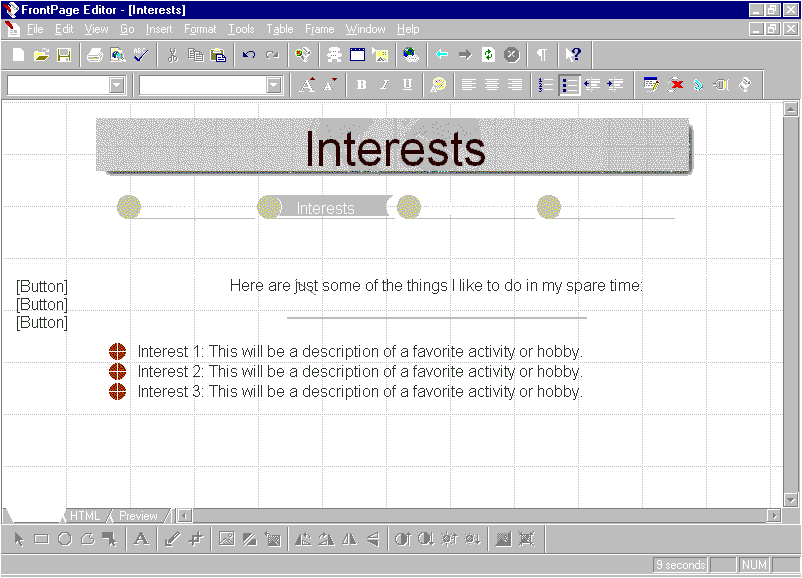 FrontPage Editor - [Interests]
File Edit View Go Insert Format Tools Table Frame Window Help
A A B I U
Interests
Interests
[Button]
[Button]
[Button]
Here are just some of the things I like to do in my spare time:
Interest 1: This will be a description of a favorite activity or hobby.
Interest 2: This will be a description of a favorite activity or hobby.
Interest 3: This will be a description of a favorite activity or hobby.
HTML Preview
A
9 seconds NUM